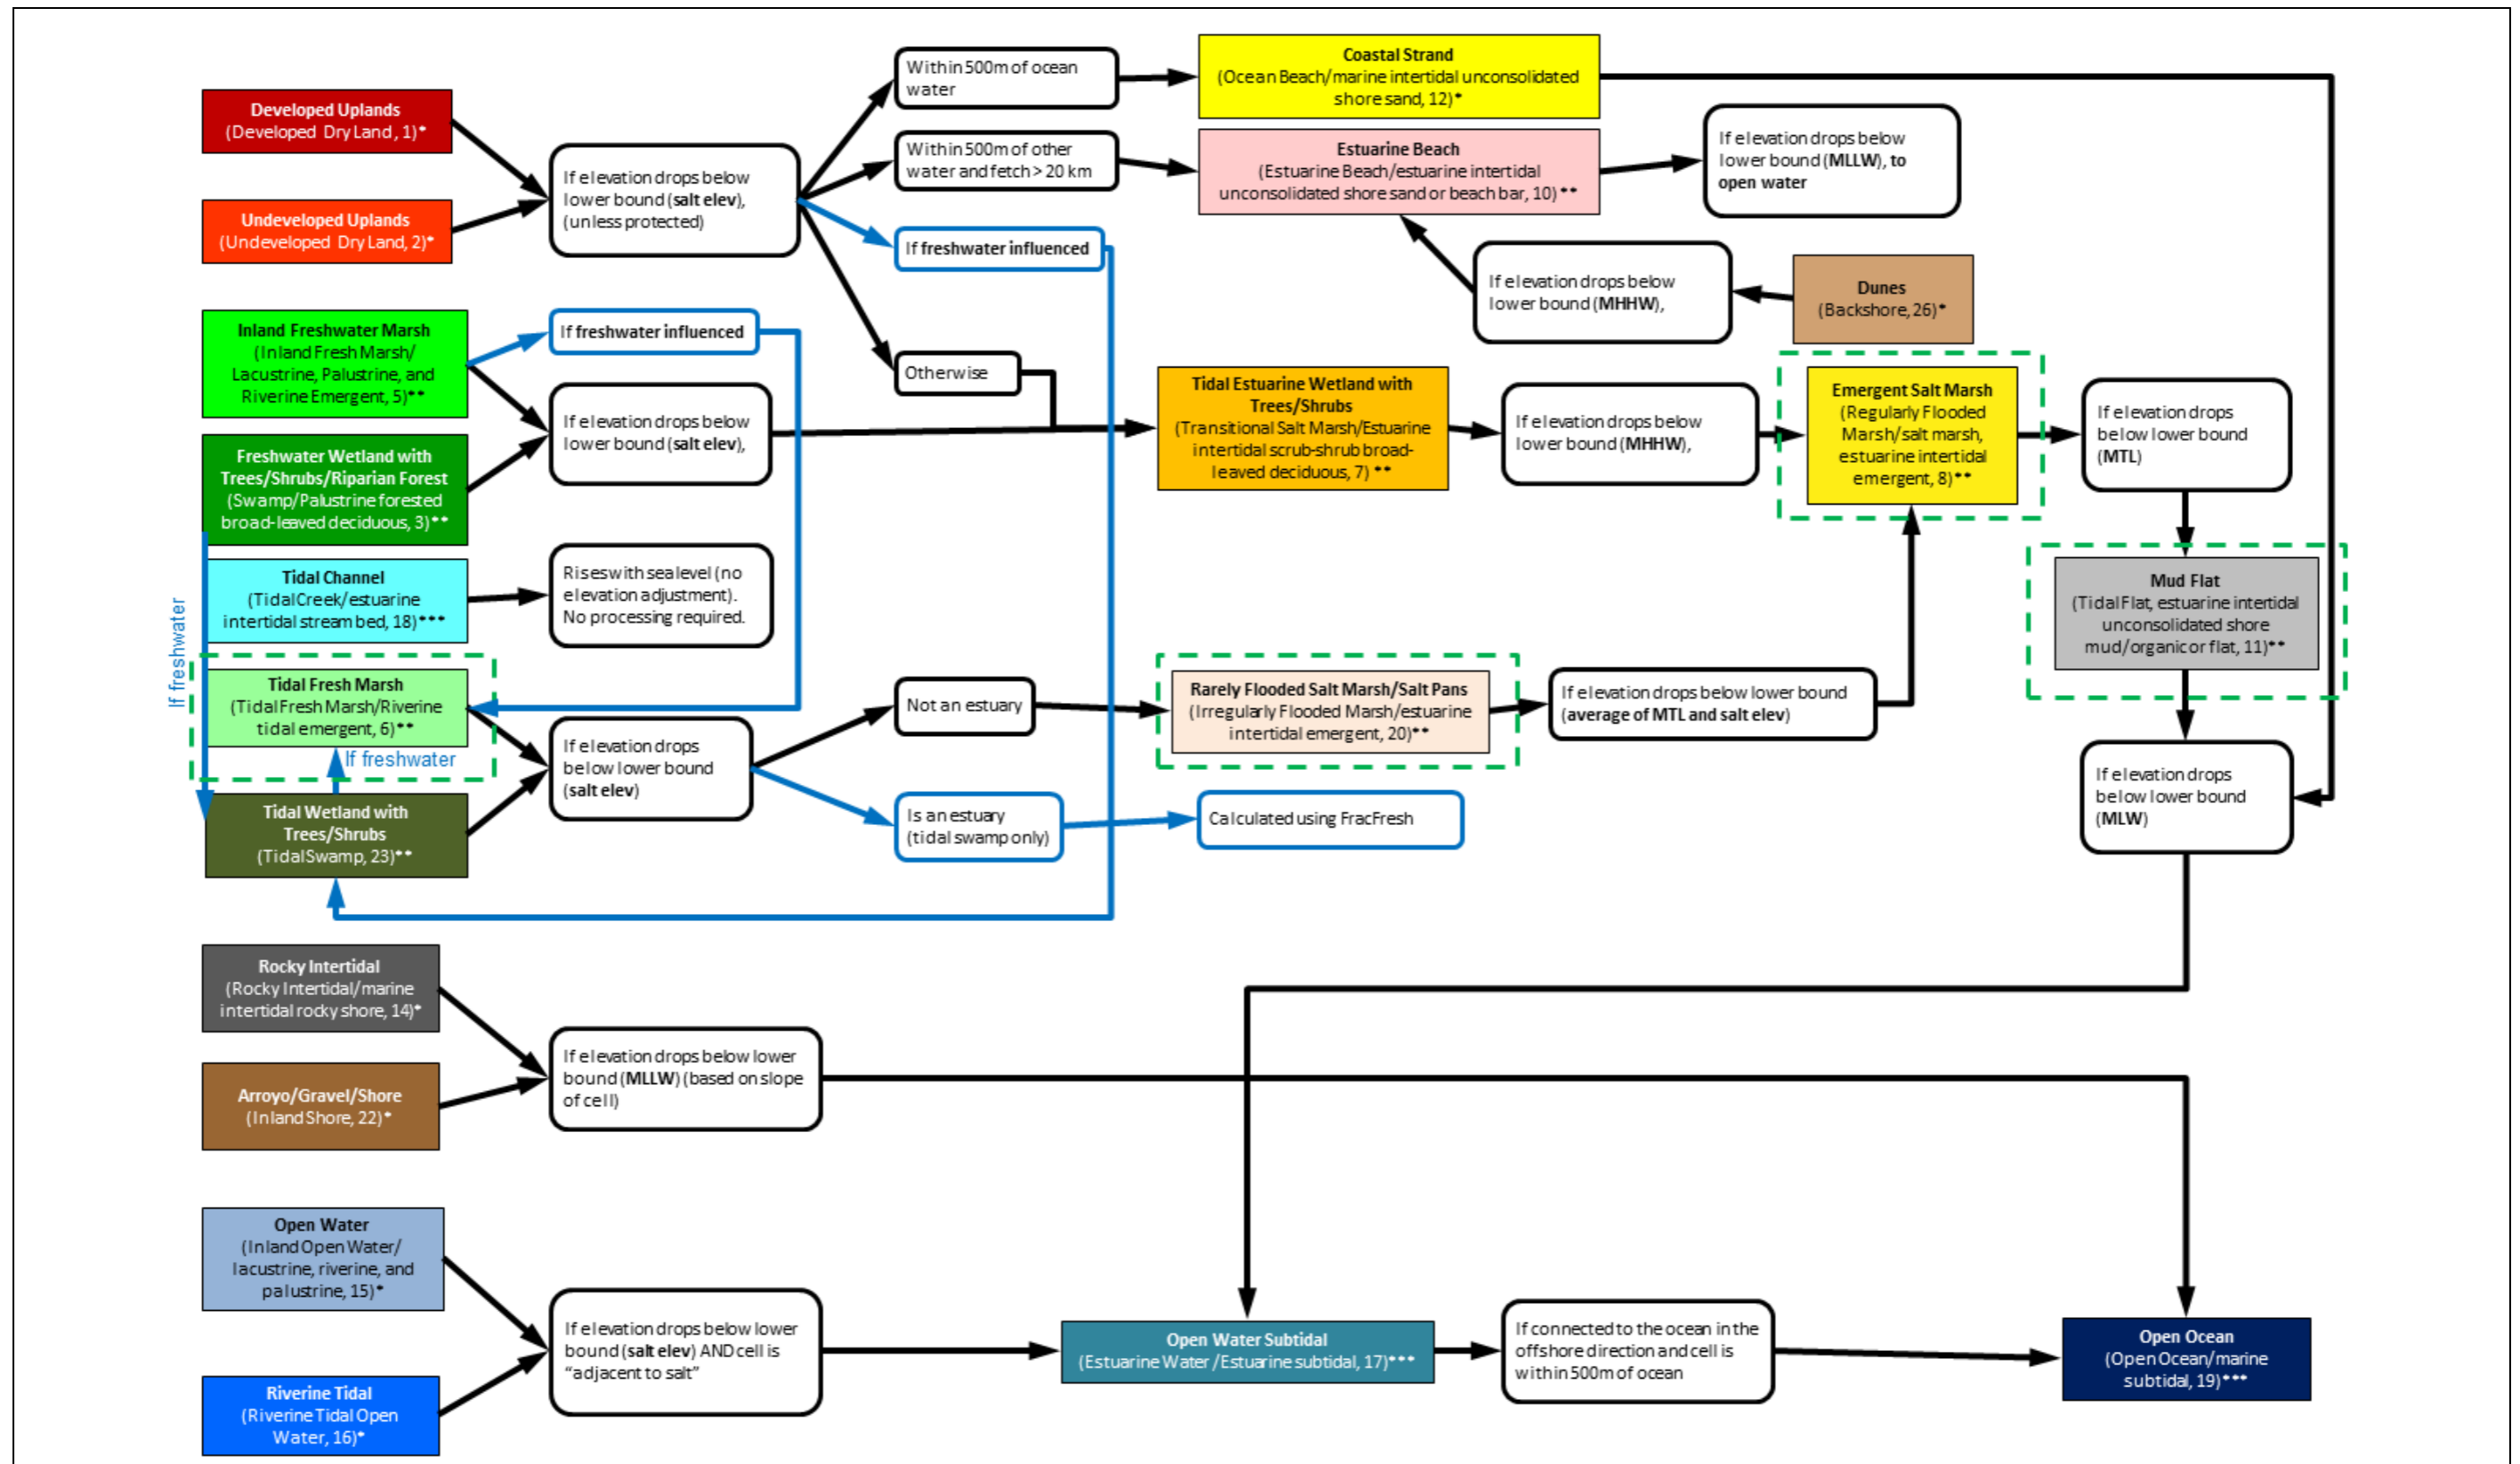 Developed Uplands
(Developed Dry Land, 1)*
Undeveloped Uplands
(Undeveloped Dry Land, 2)*
If elevation drops below
lower bound (salt elev),
(unless protected)
Within 500m of ocean
water
Within 500m of other
water and fetch > 20 km
If freshwater influenced
Otherwise
Coastal Strand
(Ocean Beach/marine intertidal unconsolidated
shore sand, 12)*
Estuarine Beach
(Estuarine Beach/estuarine intertidal
unconsolidated shore sand or beach bar, 10)**
If elevation drops below
lower bound (MLLW), to
open water
If elevation drops below
lower bound (MHHW),
Dunes
(Backshore, 26)*
Inland Freshwater Marsh
(Inland Fresh Marsh/
Lacustrine, Palustrine, and
Riverine Emergent, 5)**
If freshwater influenced
Freshwater Wetland with
Trees/Shrubs/Riparian Forest
(Swamp/Palustrine forested
broad-leaved deciduous, 3)**
If elevation drops below
lower bound (salt elev),
Tidal Estuarine Wetland with
Trees/Shrubs
(Transitional Salt Marsh/Estuarine
intertidal scrub-shrub broad-
leaved deciduous, 7) **
If elevation drops below
lower bound (MHHW),
Emergent Salt Marsh
(Regularly Flooded
Marsh/salt marsh,
estuarine intertidal
emergent, 8)**
If elevation drops
below lower bound
(MTL)
Tidal Channel
(Tidal Creek/estuarine
intertidal stream bed, 18)***
Rises with sea level (no
elevation adjustment).
No processing required.
Mud Flat
(Tidal Flat, estuarine intertidal
unconsolidated shore
mud/organic or flat, 11)**
If freshwater
Tidal Fresh Marsh
(Tidal Fresh Marsh/Riverine
tidal emergent, 6)**
If freshwater
Tidal Wetland with
Trees/Shrubs
(Tidal Swamp, 23)**
If elevation drops
below lower bound
(salt elev)
Not an estuary
Rarely Flooded Salt Marsh/Salt Pans
(Irregularly Flooded Marsh/estuarine
intertidal emergent, 20)**
If elevation drops below lower bound
(average of MTL and salt elev)
Is an estuary
(tidal swamp only)
Calculated using FracFresh
If elevation drops
below lower bound
(MLW)
Rocky Intertidal
(Rocky Intertidal/marine
intertidal rocky shore, 14)*
Arroyo/Gravel/Shore
(Inland Shore, 22)*
If elevation drops below lower
bound (MLLW) (based on slope
of cell)
Open Water
(Inland Open Water/
lacustrine, riverine, and
palustrine, 15)*
Riverine Tidal
(Riverine Tidal Open
Water, 16)*
If elevation drops below lower
bound (salt elev) AND cell is
“adjacent to salt”
Open Water Subtidal
(Estuarine Water /Estuarine subtidal, 17)***
If connected to the ocean in the
offshore direction and cell is
within 500m of ocean
Open Ocean
(Open Ocean/marine
subtidal, 19)***